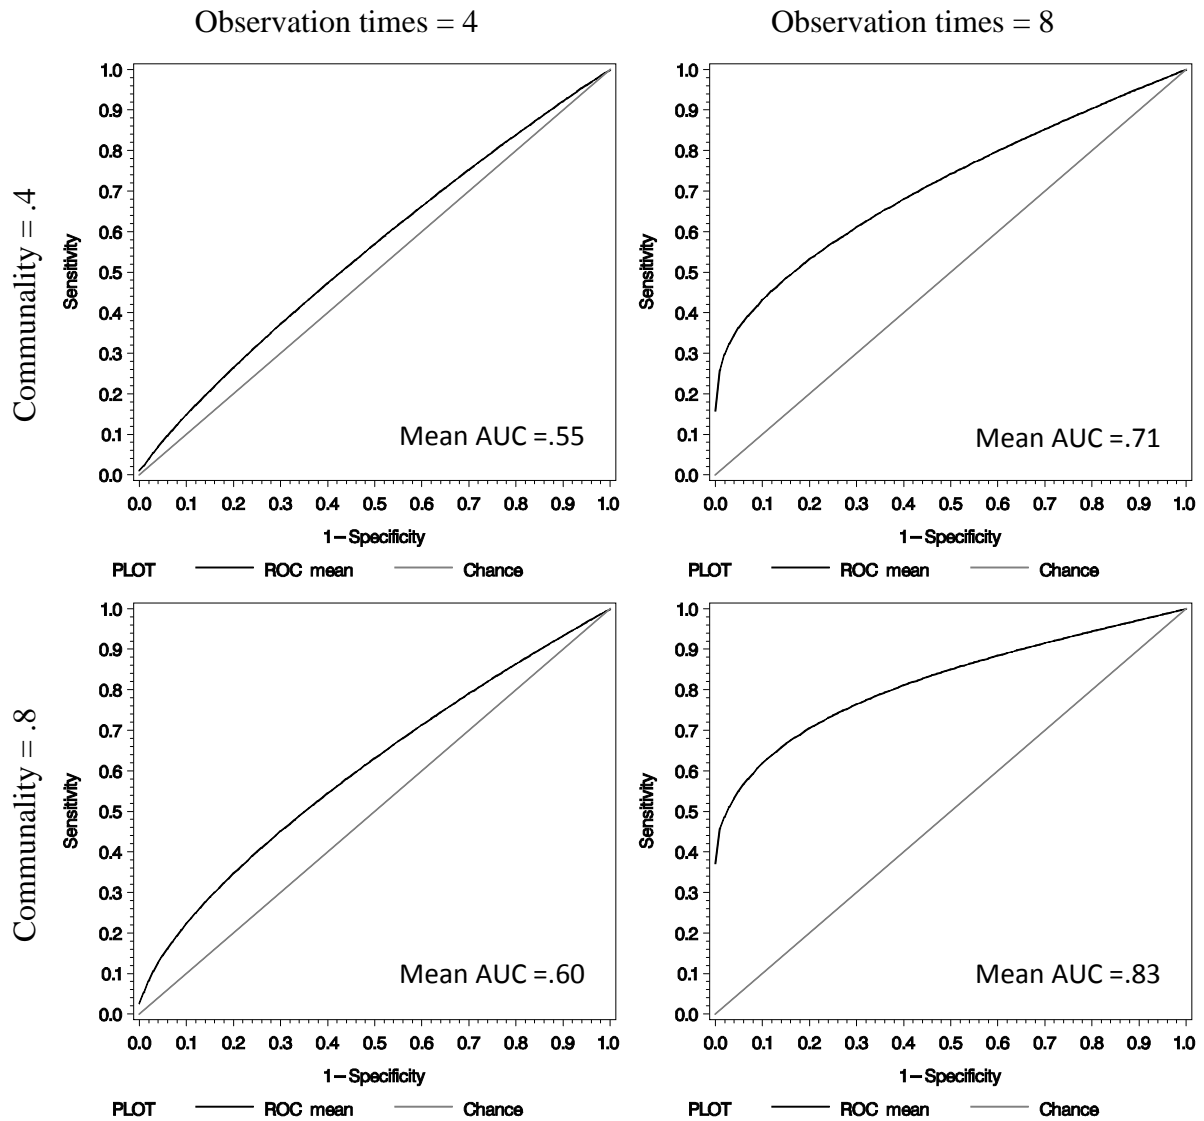 Observation times = 4
Observation times = 8
Communality = .4
Sensitivity
1.0
0.9
0.8
0.7
0.6
0.5
0.4
0.3
0.2
0.1
0.0
Mean AUC =.55
0.0 0.1 0.2 0.3 0.4 0.5 0.6 0.7 0.8 0.9 1.0
1−Specificity
PLOT ROC mean Chance
Sensitivity
1.0
0.9
0.8
0.7
0.6
0.5
0.4
0.3
0.2
0.1
0.0
Mean AUC =.71
0.0 0.1 0.2 0.3 0.4 0.5 0.6 0.7 0.8 0.9 1.0
1−Specificity
PLOT ROC mean Chance
Communality = .8
Sensitivity
1.0
0.9
0.8
0.7
0.6
0.5
0.4
0.3
0.2
0.1
0.0
Mean AUC =.60
0.0 0.1 0.2 0.3 0.4 0.5 0.6 0.7 0.8 0.9 1.0
1−Specificity
PLOT ROC mean Chance
Sensitivity
1.0
0.9
0.8
0.7
0.6
0.5
0.4
0.3
0.2
0.1
0.0
Mean AUC =.83
0.0 0.1 0.2 0.3 0.4 0.5 0.6 0.7 0.8 0.9 1.0
1−Specificity
PLOT ROC mean Chance